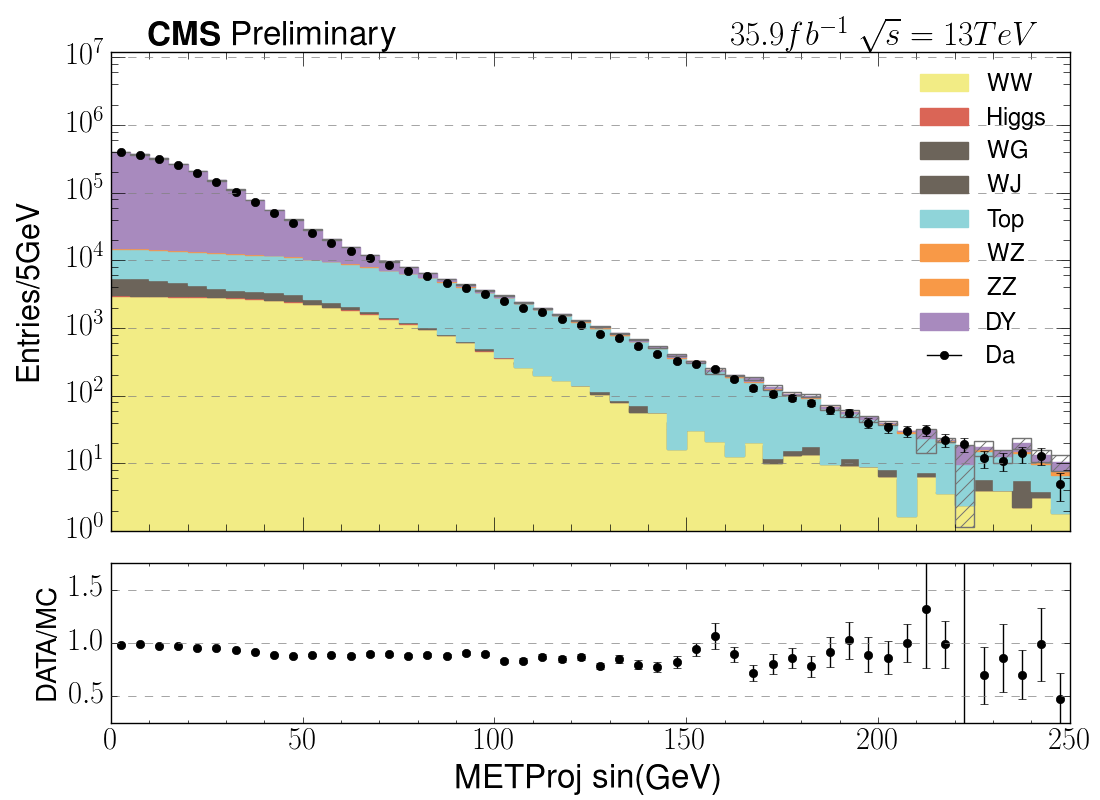 CMS Preliminary 35.9fb⁻¹ √s = 13TeV
10⁷
10⁶
10⁵
10⁴
10³
10²
10¹
10⁰
Entries/5GeV
WW
Higgs
WG
WJ
Top
WZ
ZZ
DY
Da
1.5
1.0
0.5
DATA/MC
0 50 100 150 200 250
METProj sin(GeV)